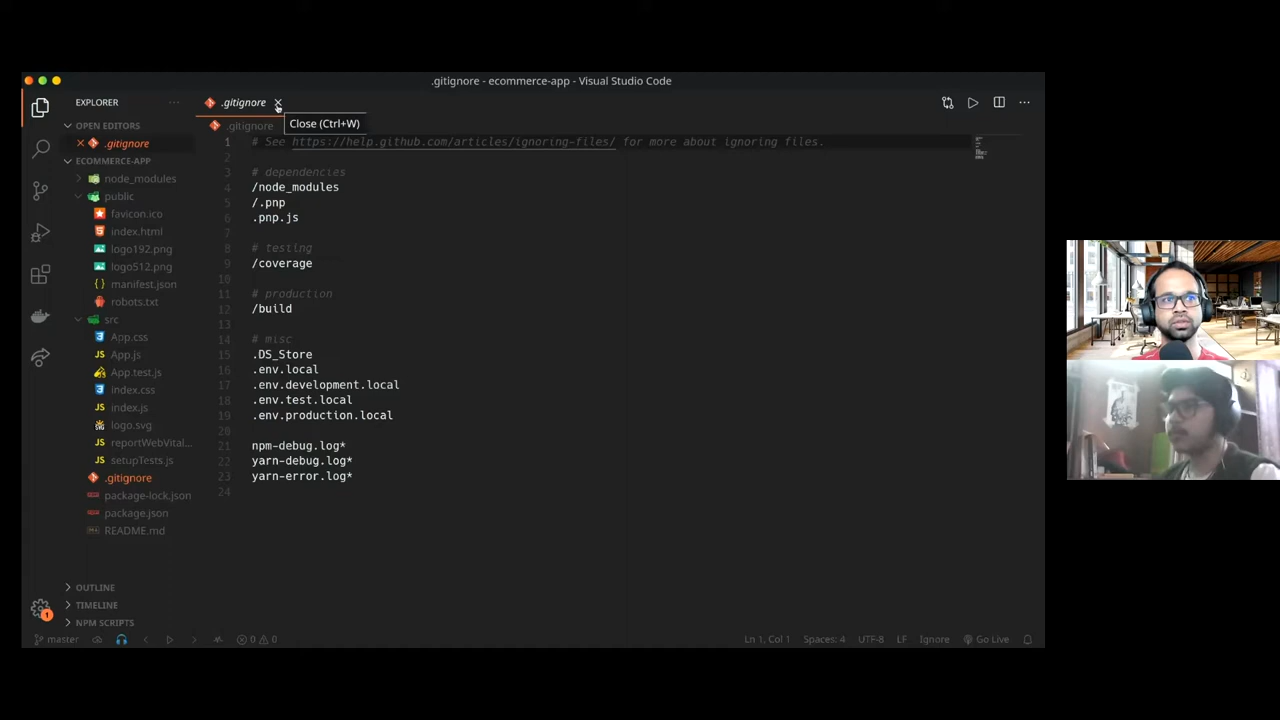 .gitignore - ecommerce-app - Visual Studio Code
EXPLORER
OPEN EDITORS
.gitignore
ECOMMERCE-APP
node_modules
public
favicon.ico
index.html
logo192.png
logo512.png
manifest.json
robots.txt
src
App.css
App.js
App.test.js
index.css
index.js
logo.svg
reportWebVital...
setupTests.js
.gitignore
package-lock.json
package.json
README.md
OUTLINE
TIMELINE
NPM SCRIPTS
.gitignore
Close (Ctrl+W)
.gitignore
1 # See https://help.github.com/articles/ignoring-files/ for more about ignoring files.
2
3 # dependencies
4 /node_modules
5 /.pnp
6 .pnp.js
7
8 # testing
9 /coverage
10
11 # production
12 /build
13
14 # misc
15 .DS_Store
16 .env.local
17 .env.development.local
18 .env.test.local
19 .env.production.local
20
21 npm-debug.log*
22 yarn-debug.log*
23 yarn-error.log*
24
1
master 0 0 Ln 1, Col 1 Spaces: 4 UTF-8 LF Ignore Go Live